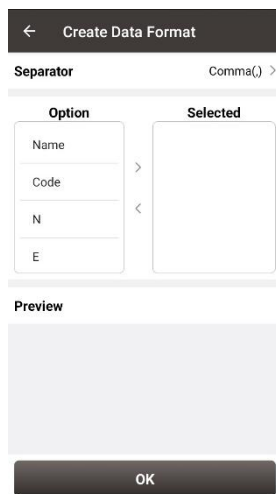 Create Data Format
Separator Comma(,)
Option Selected
Name
Code
N
E
Preview
OK